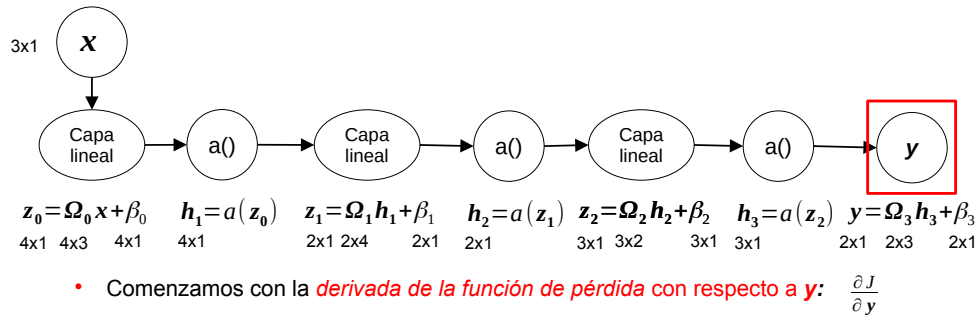 3x1 x
Capa lineal a() Capa lineal a() Capa lineal a() y
z₀=Ω₀x+β₀ h₁=a(z₀) z₁=Ω₁h₁+β₁ h₂=a(z₁) z₂=Ω₂h₂+β₂ h₃=a(z₂) y=Ω₃h₃+β₃
4x1 4x3 4x1 4x1 2x1 2x4 2x1 2x1 3x1 3x2 3x1 3x1 2x1 2x3 2x1
• Comenzamos con la derivada de la función de pérdida con respecto a y: ∂J/∂y